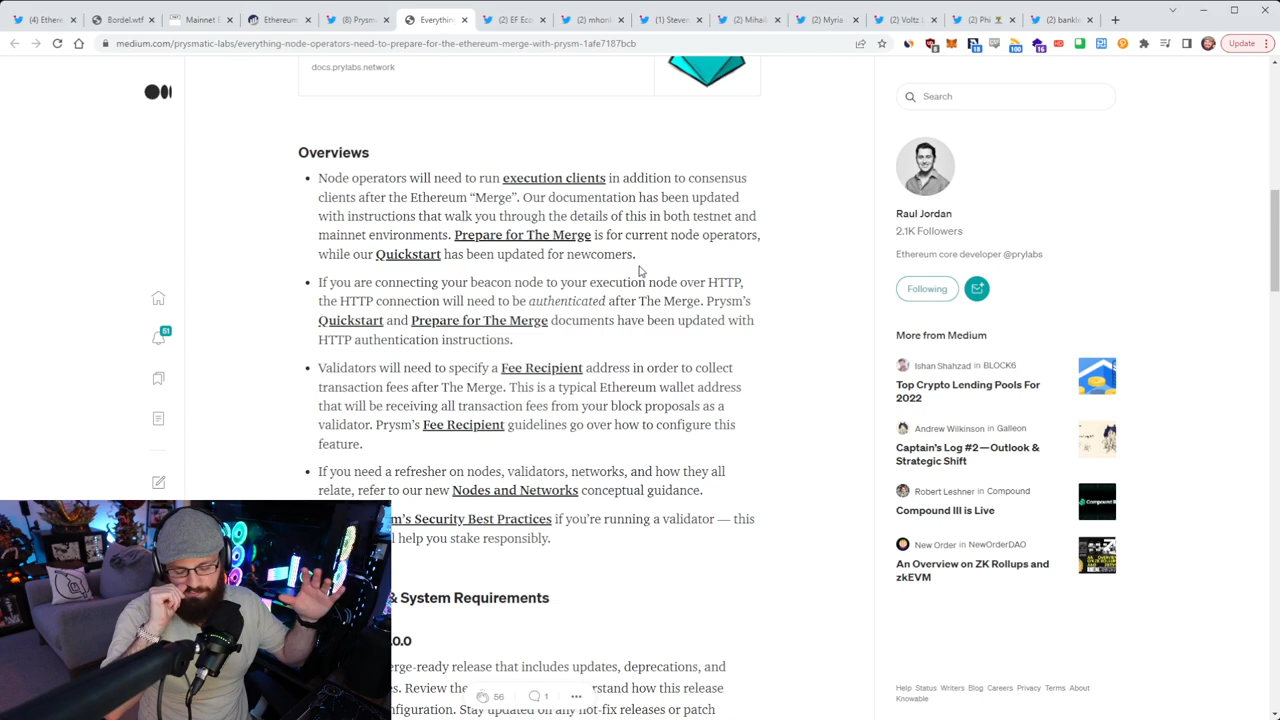 (4) Ethere
Bordel.wtf
Mainnet E
Ethereum
(8) Prysm
Everything
(2) EF Eco
(2) mhonk
(1) Steve
(2) Mihail
(2) Myria
(2) Voltz
(2) Phi
(2) bankle
medium.com/prysmatic-labs/everything-node-operators-need-to-prepare-for-the-ethereum-merge-with-prysm-1afe7187bcb
Update
docs.prylabs.network
Overviews
Node operators will need to run execution clients in addition to consensus
clients after the Ethereum “Merge”. Our documentation has been updated
with instructions that walk you through the details of this in both testnet and
mainnet environments. Prepare for The Merge is for current node operators,
while our Quickstart has been updated for newcomers.
If you are connecting your beacon node to your execution node over HTTP,
the HTTP connection will need to be authenticated after The Merge. Prysm’s
Quickstart and Prepare for The Merge documents have been updated with
HTTP authentication instructions.
Validators will need to specify a Fee Recipient address in order to collect
transaction fees after The Merge. This is a typical Ethereum wallet address
that will be receiving all transaction fees from your block proposals as a
validator. Prysm’s Fee Recipient guidelines go over how to configure this
feature.
If you need a refresher on nodes, validators, networks, and how they all
relate, refer to our new Nodes and Networks conceptual guidance.
m’s Security Best Practices if you’re running a validator — this
l help you stake responsibly.
& System Requirements
0.0
erge-ready release that includes updates, deprecations, and
s. Review the erstand how this release
nfiguration. Stay updated on any hot-fix releases or patch
56
1
51
Search
Raul Jordan
2.1K Followers
Ethereum core developer @prylabs
Following
More from Medium
Ishan Shahzad in BLOCK6
Top Crypto Lending Pools For
2022
Andrew Wilkinson in Galleon
Captain’s Log #2 — Outlook &
Strategic Shift
Robert Leshner in Compound
Compound III is Live
New Order in NewOrderDAO
An Overview on ZK Rollups and
zkEVM
Help Status Writers Blog Careers Privacy Terms About
Knowable